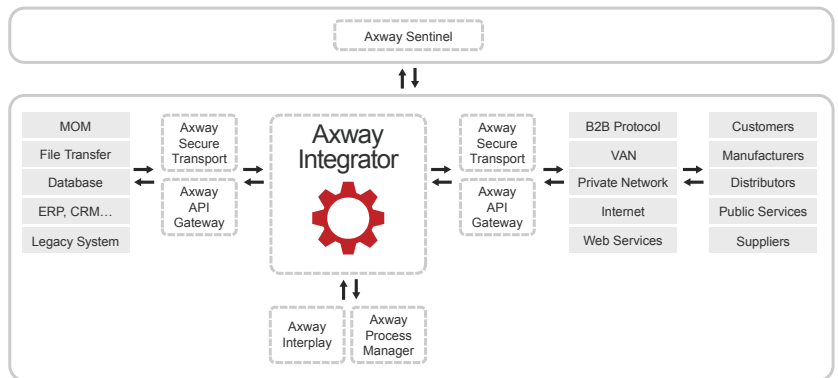 Axway Sentinel
MOM
File Transfer
Database
ERP, CRM…
Legacy System
Axway
Secure
Transport
Axway
API
Gateway
Axway
Integrator
Axway
Secure
Transport
Axway
API
Gateway
B2B Protocol
VAN
Private Network
Internet
Web Services
Customers
Manufacturers
Distributors
Public Services
Suppliers
Axway
Interplay
Axway
Process
Manager